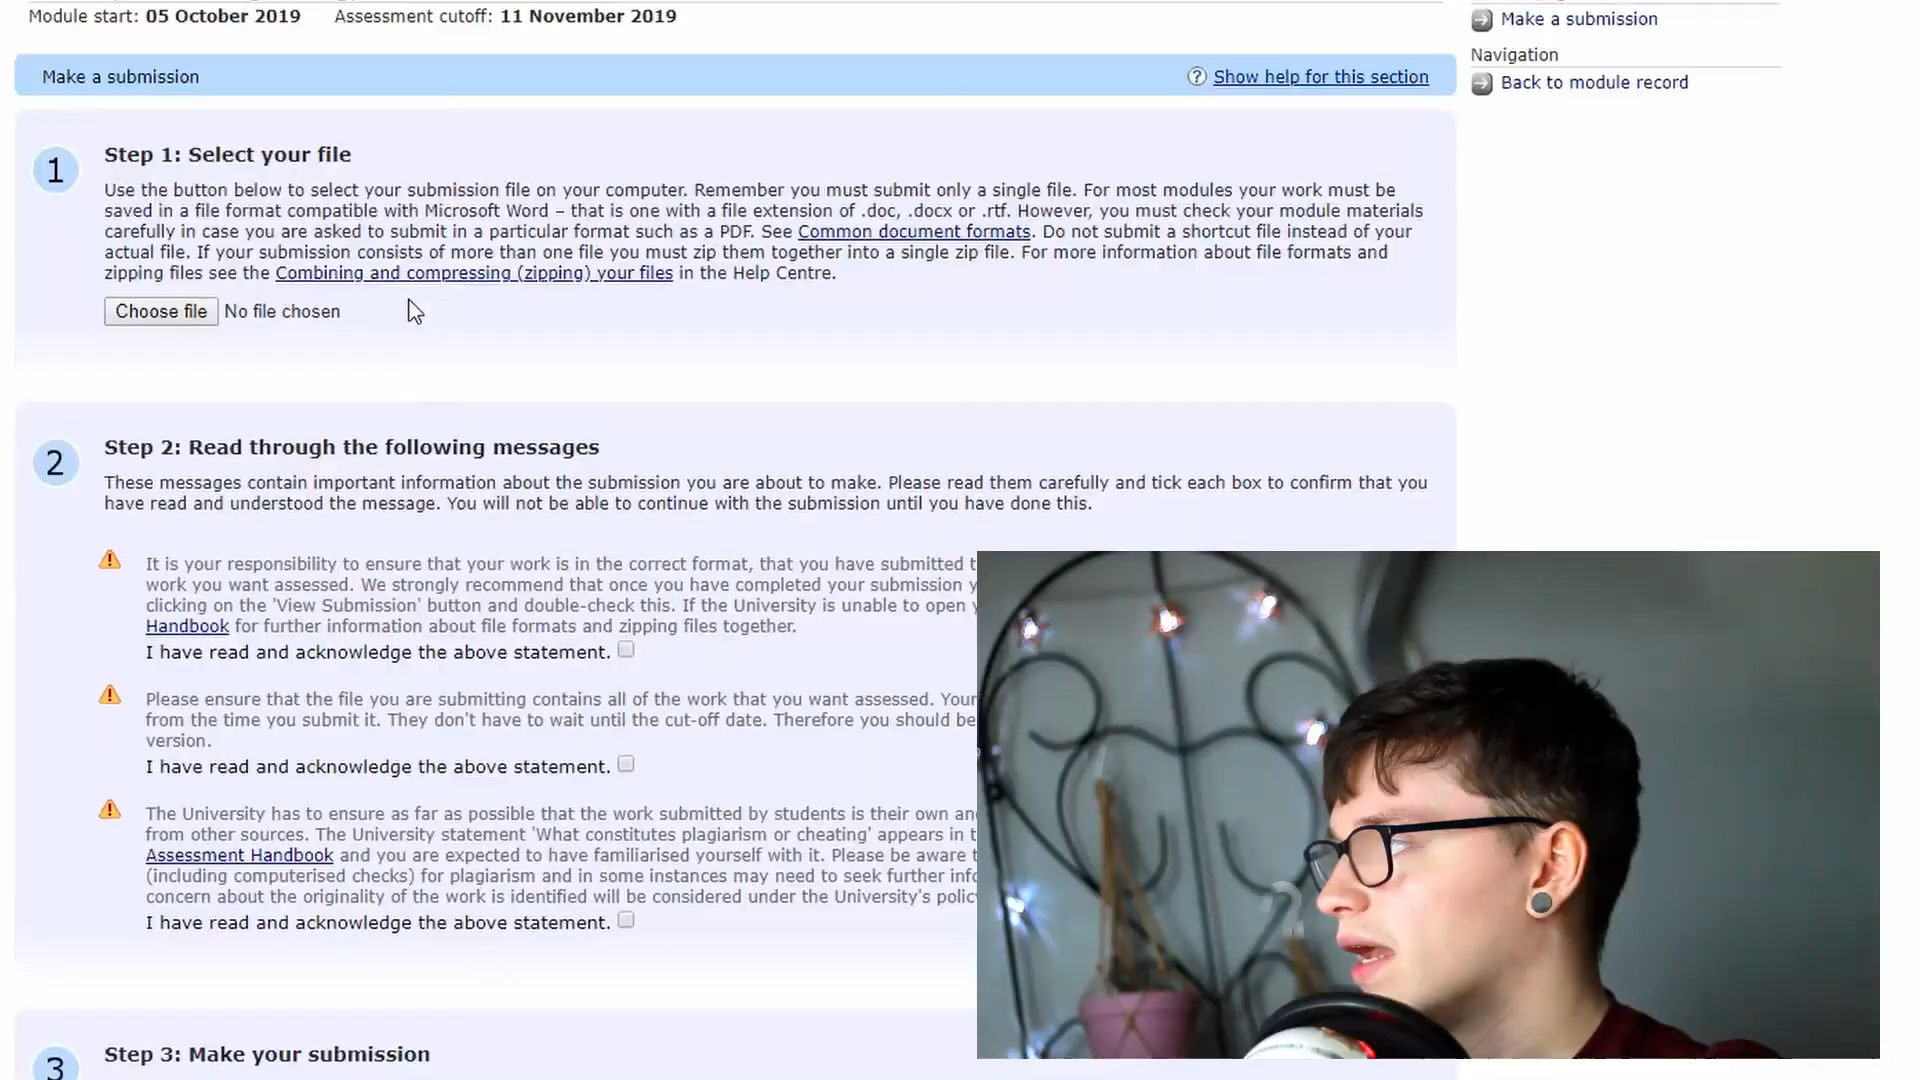 Module start: 05 October 2019 Assessment cutoff: 11 November 2019
Make a submission
Show help for this section
Make a submission
Navigation
Back to module record
1
Step 1: Select your file
Use the button below to select your submission file on your computer. Remember you must submit only a single file. For most modules your work must be
saved in a file format compatible with Microsoft Word – that is one with a file extension of .doc, .docx or .rtf. However, you must check your module materials
carefully in case you are asked to submit in a particular format such as a PDF. See Common document formats. Do not submit a shortcut file instead of your
actual file. If your submission consists of more than one file you must zip them together into a single zip file. For more information about file formats and
zipping files see the Combining and compressing (zipping) your files in the Help Centre.
Choose file No file chosen
2
Step 2: Read through the following messages
These messages contain important information about the submission you are about to make. Please read them carefully and tick each box to confirm that you
have read and understood the message. You will not be able to continue with the submission until you have done this.
It is your responsibility to ensure that your work is in the correct format, that you have submitted
work you want assessed. We strongly recommend that once you have completed your submission
clicking on the 'View Submission' button and double-check this. If the University is unable to open
Handbook for further information about file formats and zipping files together.
I have read and acknowledge the above statement.
Please ensure that the file you are submitting contains all of the work that you want assessed. Your
from the time you submit it. They don't have to wait until the cut-off date. Therefore you should be
version.
I have read and acknowledge the above statement.
The University has to ensure as far as possible that the work submitted by students is their own
from other sources. The University statement 'What constitutes plagiarism or cheating' appears in
Assessment Handbook and you are expected to have familiarised yourself with it. Please be aware
(including computerised checks) for plagiarism and in some instances may need to seek further
concern about the originality of the work is identified will be considered under the University's
I have read and acknowledge the above statement.
3
Step 3: Make your submission